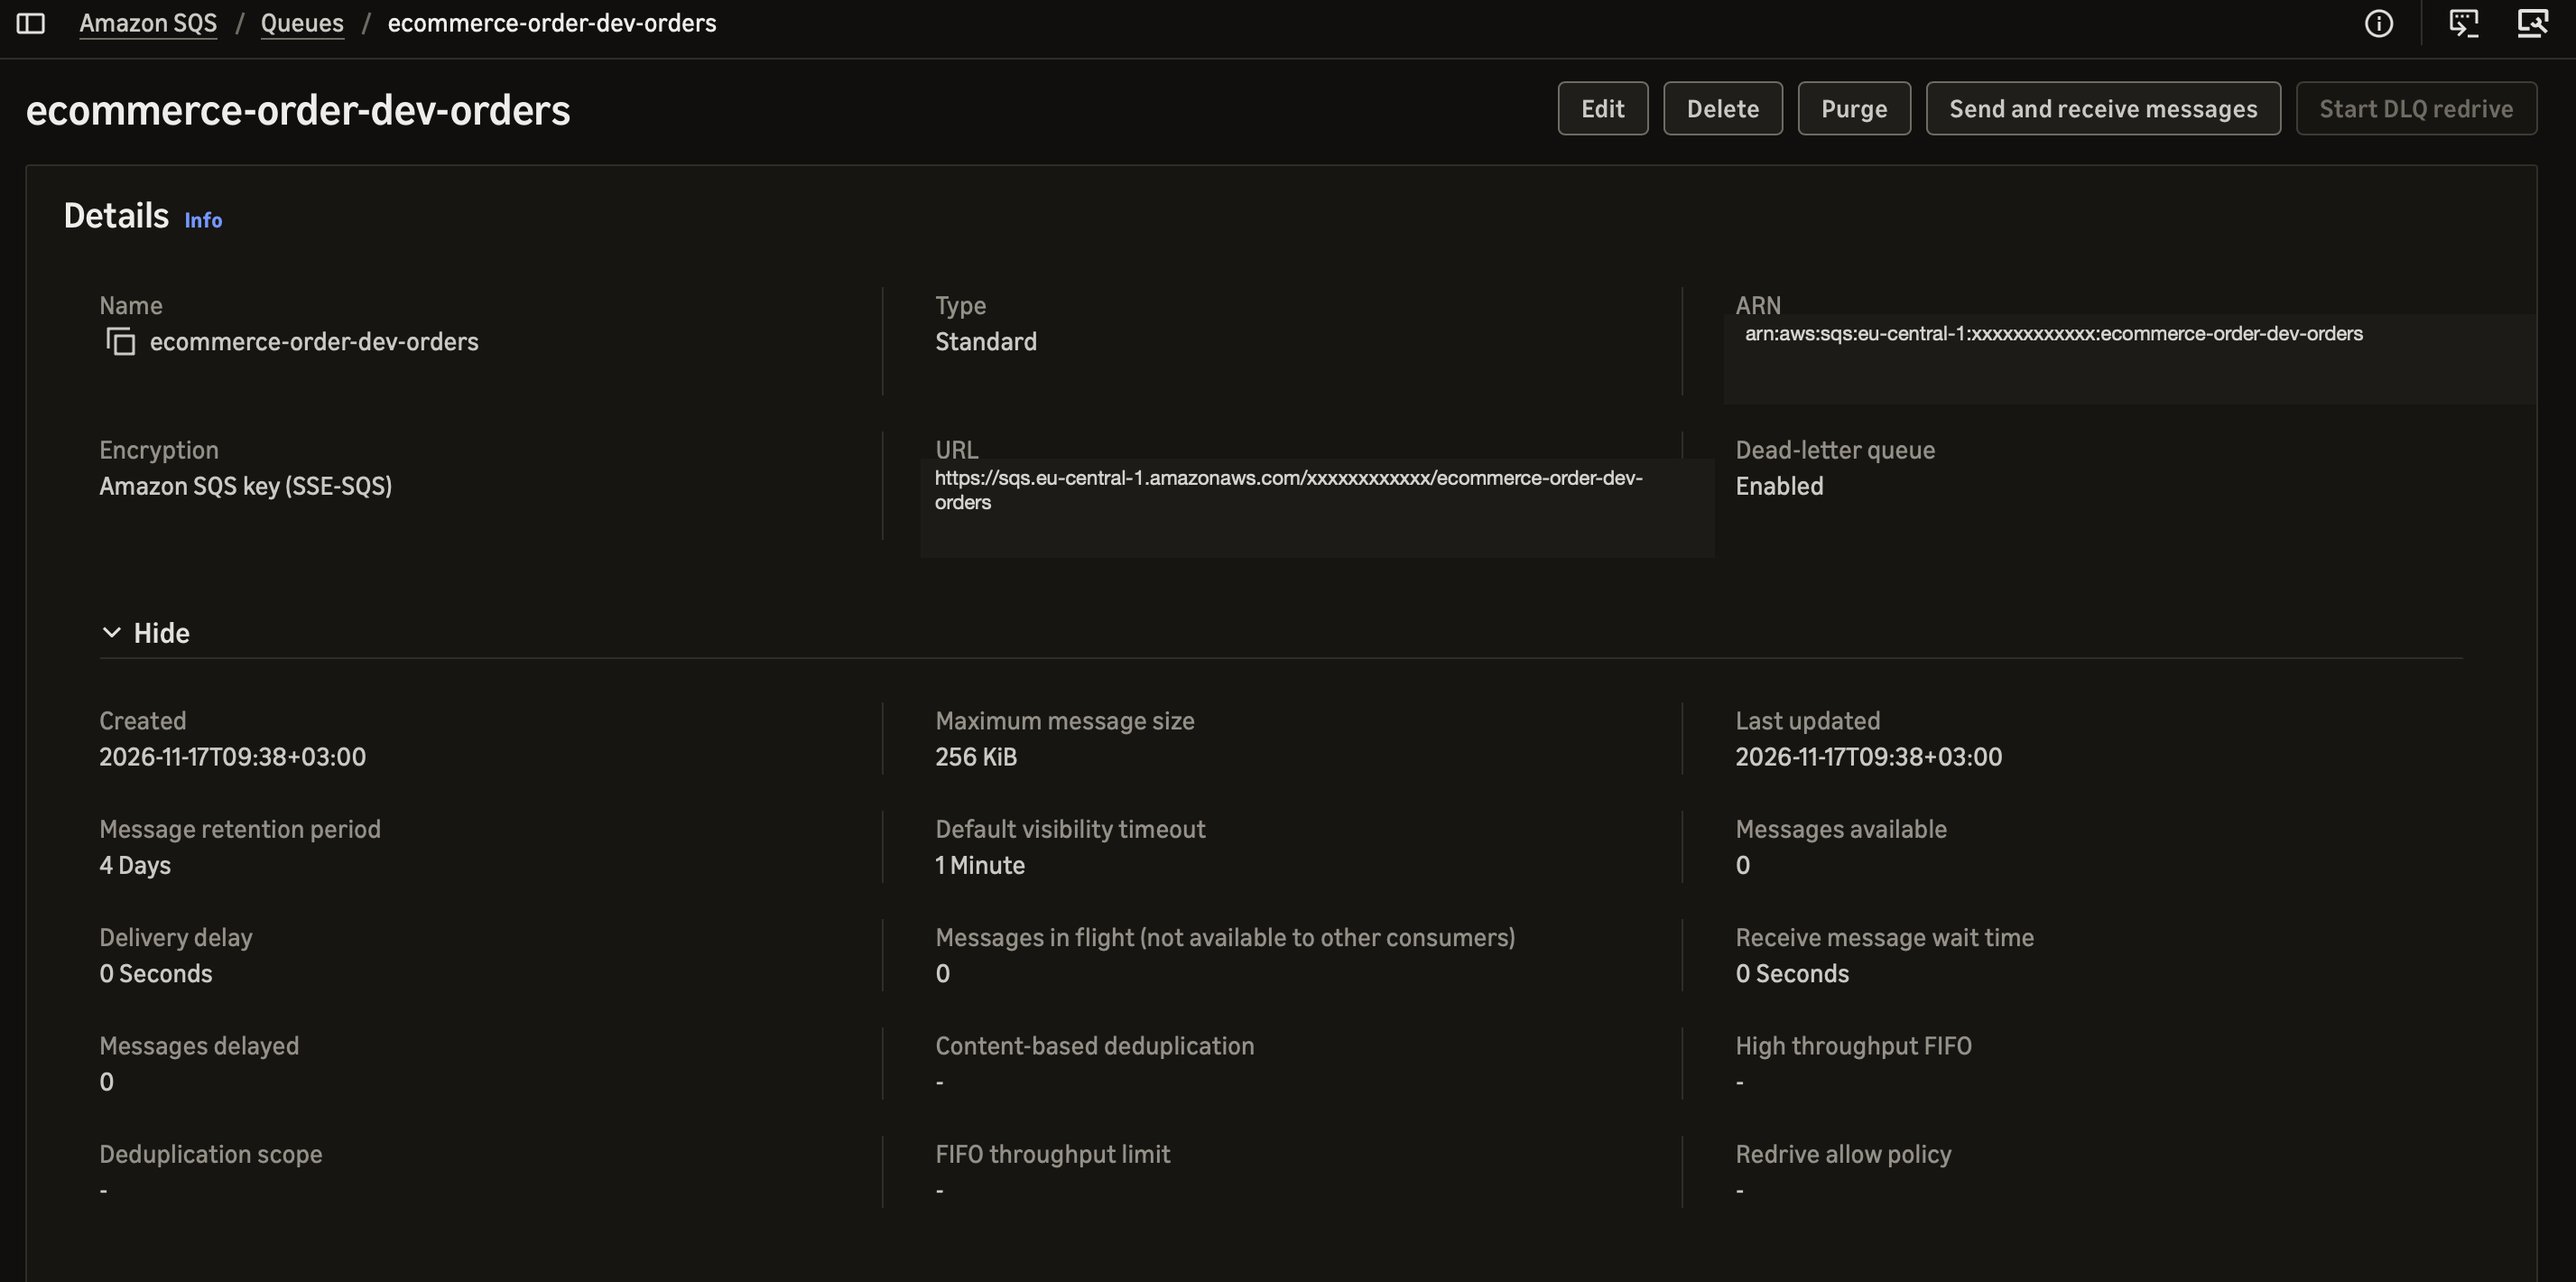 Amazon SQS / Queues / ecommerce-order-dev-orders
ecommerce-order-dev-orders
Edit
Delete
Purge
Send and receive messages
Start DLQ redrive
Details Info
Name
ecommerce-order-dev-orders
Type
Standard
ARN
arn:aws:sqs:eu-central-1:xxxxxxxxxxxx:ecommerce-order-dev-orders
Encryption
Amazon SQS key (SSE-SQS)
URL
https://sqs.eu-central-1.amazonaws.com/xxxxxxxxxxxx/ecommerce-order-dev-
orders
Dead-letter queue
Enabled
Hide
Created
2026-11-17T09:38+03:00
Maximum message size
256 KiB
Last updated
2026-11-17T09:38+03:00
Message retention period
4 Days
Default visibility timeout
1 Minute
Messages available
0
Delivery delay
0 Seconds
Messages in flight (not available to other consumers)
0
Receive message wait time
0 Seconds
Messages delayed
0
Content-based deduplication
-
High throughput FIFO
-
Deduplication scope
-
FIFO throughput limit
-
Redrive allow policy
-